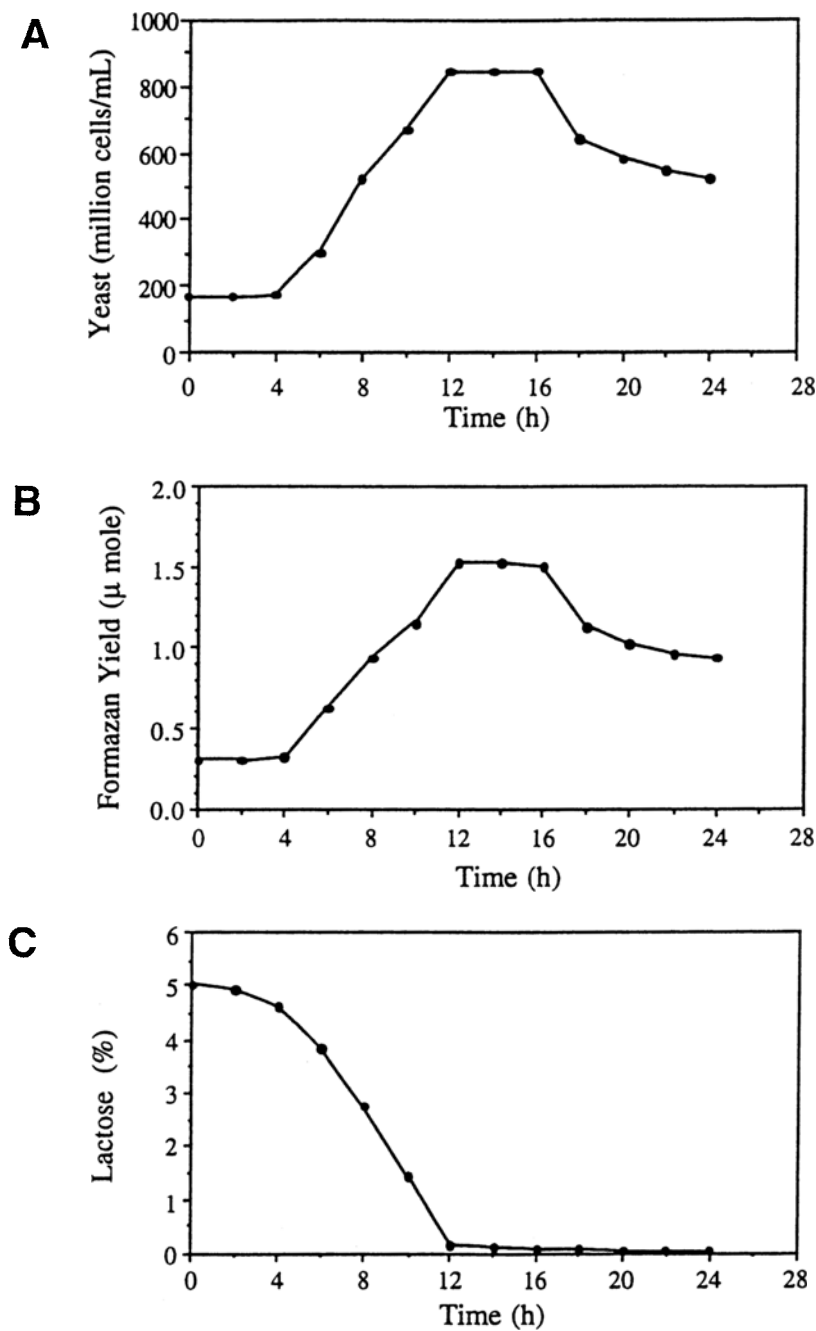 A
Yeast (million cells/mL)
1000
800
600
400
200
0
0 4 8 12 16 20 24 28
Time (h)
B
Formazan Yield (μ mole)
2.0
1.5
1.0
0.5
0.0
0 4 8 12 16 20 24 28
Time (h)
C
Lactose (%)
6
5
4
3
2
1
0
0 4 8 12 16 20 24 28
Time (h)